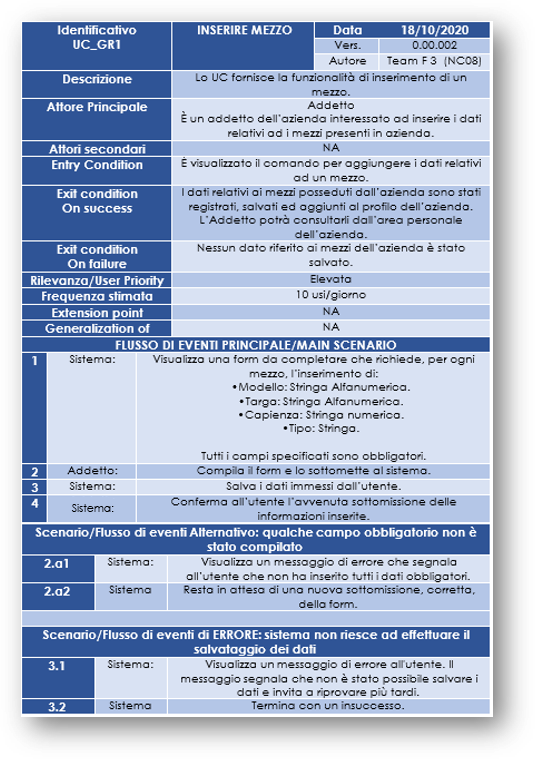 Identificativo INSERIRE MEZZO Data 18/10/2020
UC_GR1 Vers. 0.00.002
Autore Team F 3 (NC08)
Descrizione Lo UC fornisce la funzionalità di inserimento di un
mezzo.
Attore Principale Addetto
È un addetto dell'azienda interessato ad inserire i dati
relativi ad i mezzi presenti in azienda.
Attori secondari NA
Entry Condition È visualizzato il comando per aggiungere i dati relativi
ad un mezzo.
Exit condition I dati relativi ai mezzi posseduti dall'azienda sono stati
On success registrati, salvati ed aggiunti al profilo dell'azienda.
L'Addetto potrà consultarli dall'area personale
dell'azienda.
Exit condition Nessun dato riferito ai mezzi dell'azienda è stato
On failure salvato.
Rilevanza/User Priority Elevata
Frequenza stimata 10 usi/giorno
Extension point NA
Generalization of NA
FLUSSO DI EVENTI PRINCIPALE/MAIN SCENARIO
1 Sistema: Visualizza una form da completare che richiede, per ogni
mezzo, l'inserimento di:
•Modello: Stringa Alfanumerica.
•Targa: Stringa Alfanumerica.
•Capienza: Stringa numerica.
•Tipo: Stringa.
Tutti i campi specificati sono obbligatori.
2 Addetto: Compila il form e lo sottomette al sistema.
3 Sistema: Salva i dati immessi dall'utente.
4 Sistema: Conferma all'utente l'avvenuta sottomissione delle
informazioni inserite.
Scenario/Flusso di eventi Alternativo: qualche campo obbligatorio non è
stato compilato
2.a1 Sistema: Visualizza un messaggio di errore che segnala
all'utente che non ha inserito tutti i dati obbligatori.
2.a2 Sistema Resta in attesa di una nuova sottomissione, corretta,
della form.
Scenario/Flusso di eventi di ERRORE: sistema non riesce ad effettuare il
salvataggio dei dati
3.1 Sistema: Visualizza un messaggio di errore all'utente. Il
messaggio segnala che non è stato possibile salvare i
dati e invita a riprovare più tardi.
3.2 Sistema Termina con un insuccesso.